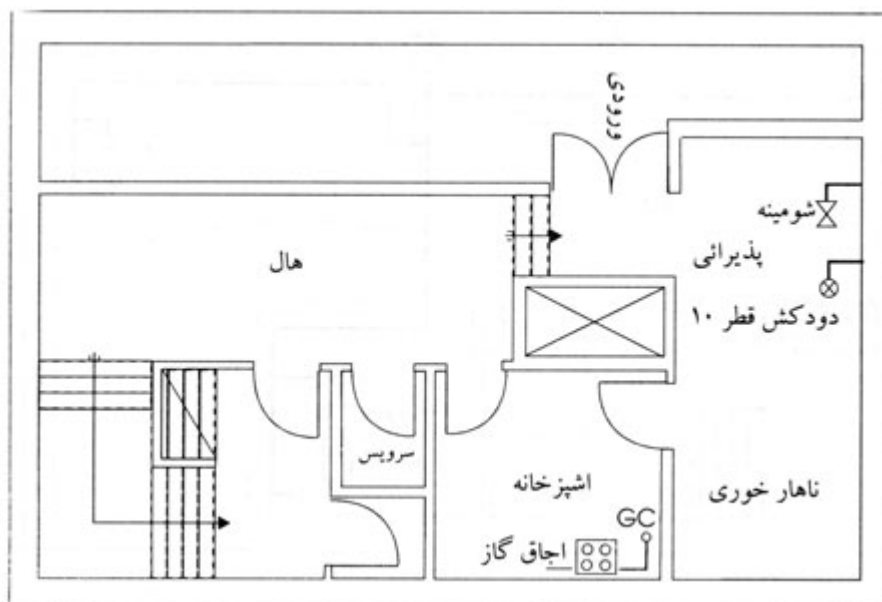 ورودی
شومینه
پذیرائی
هال
دودکش قطر ۱۰
سرویس
اشپزخانه
ناهار خوری
GC
اجاق گاز